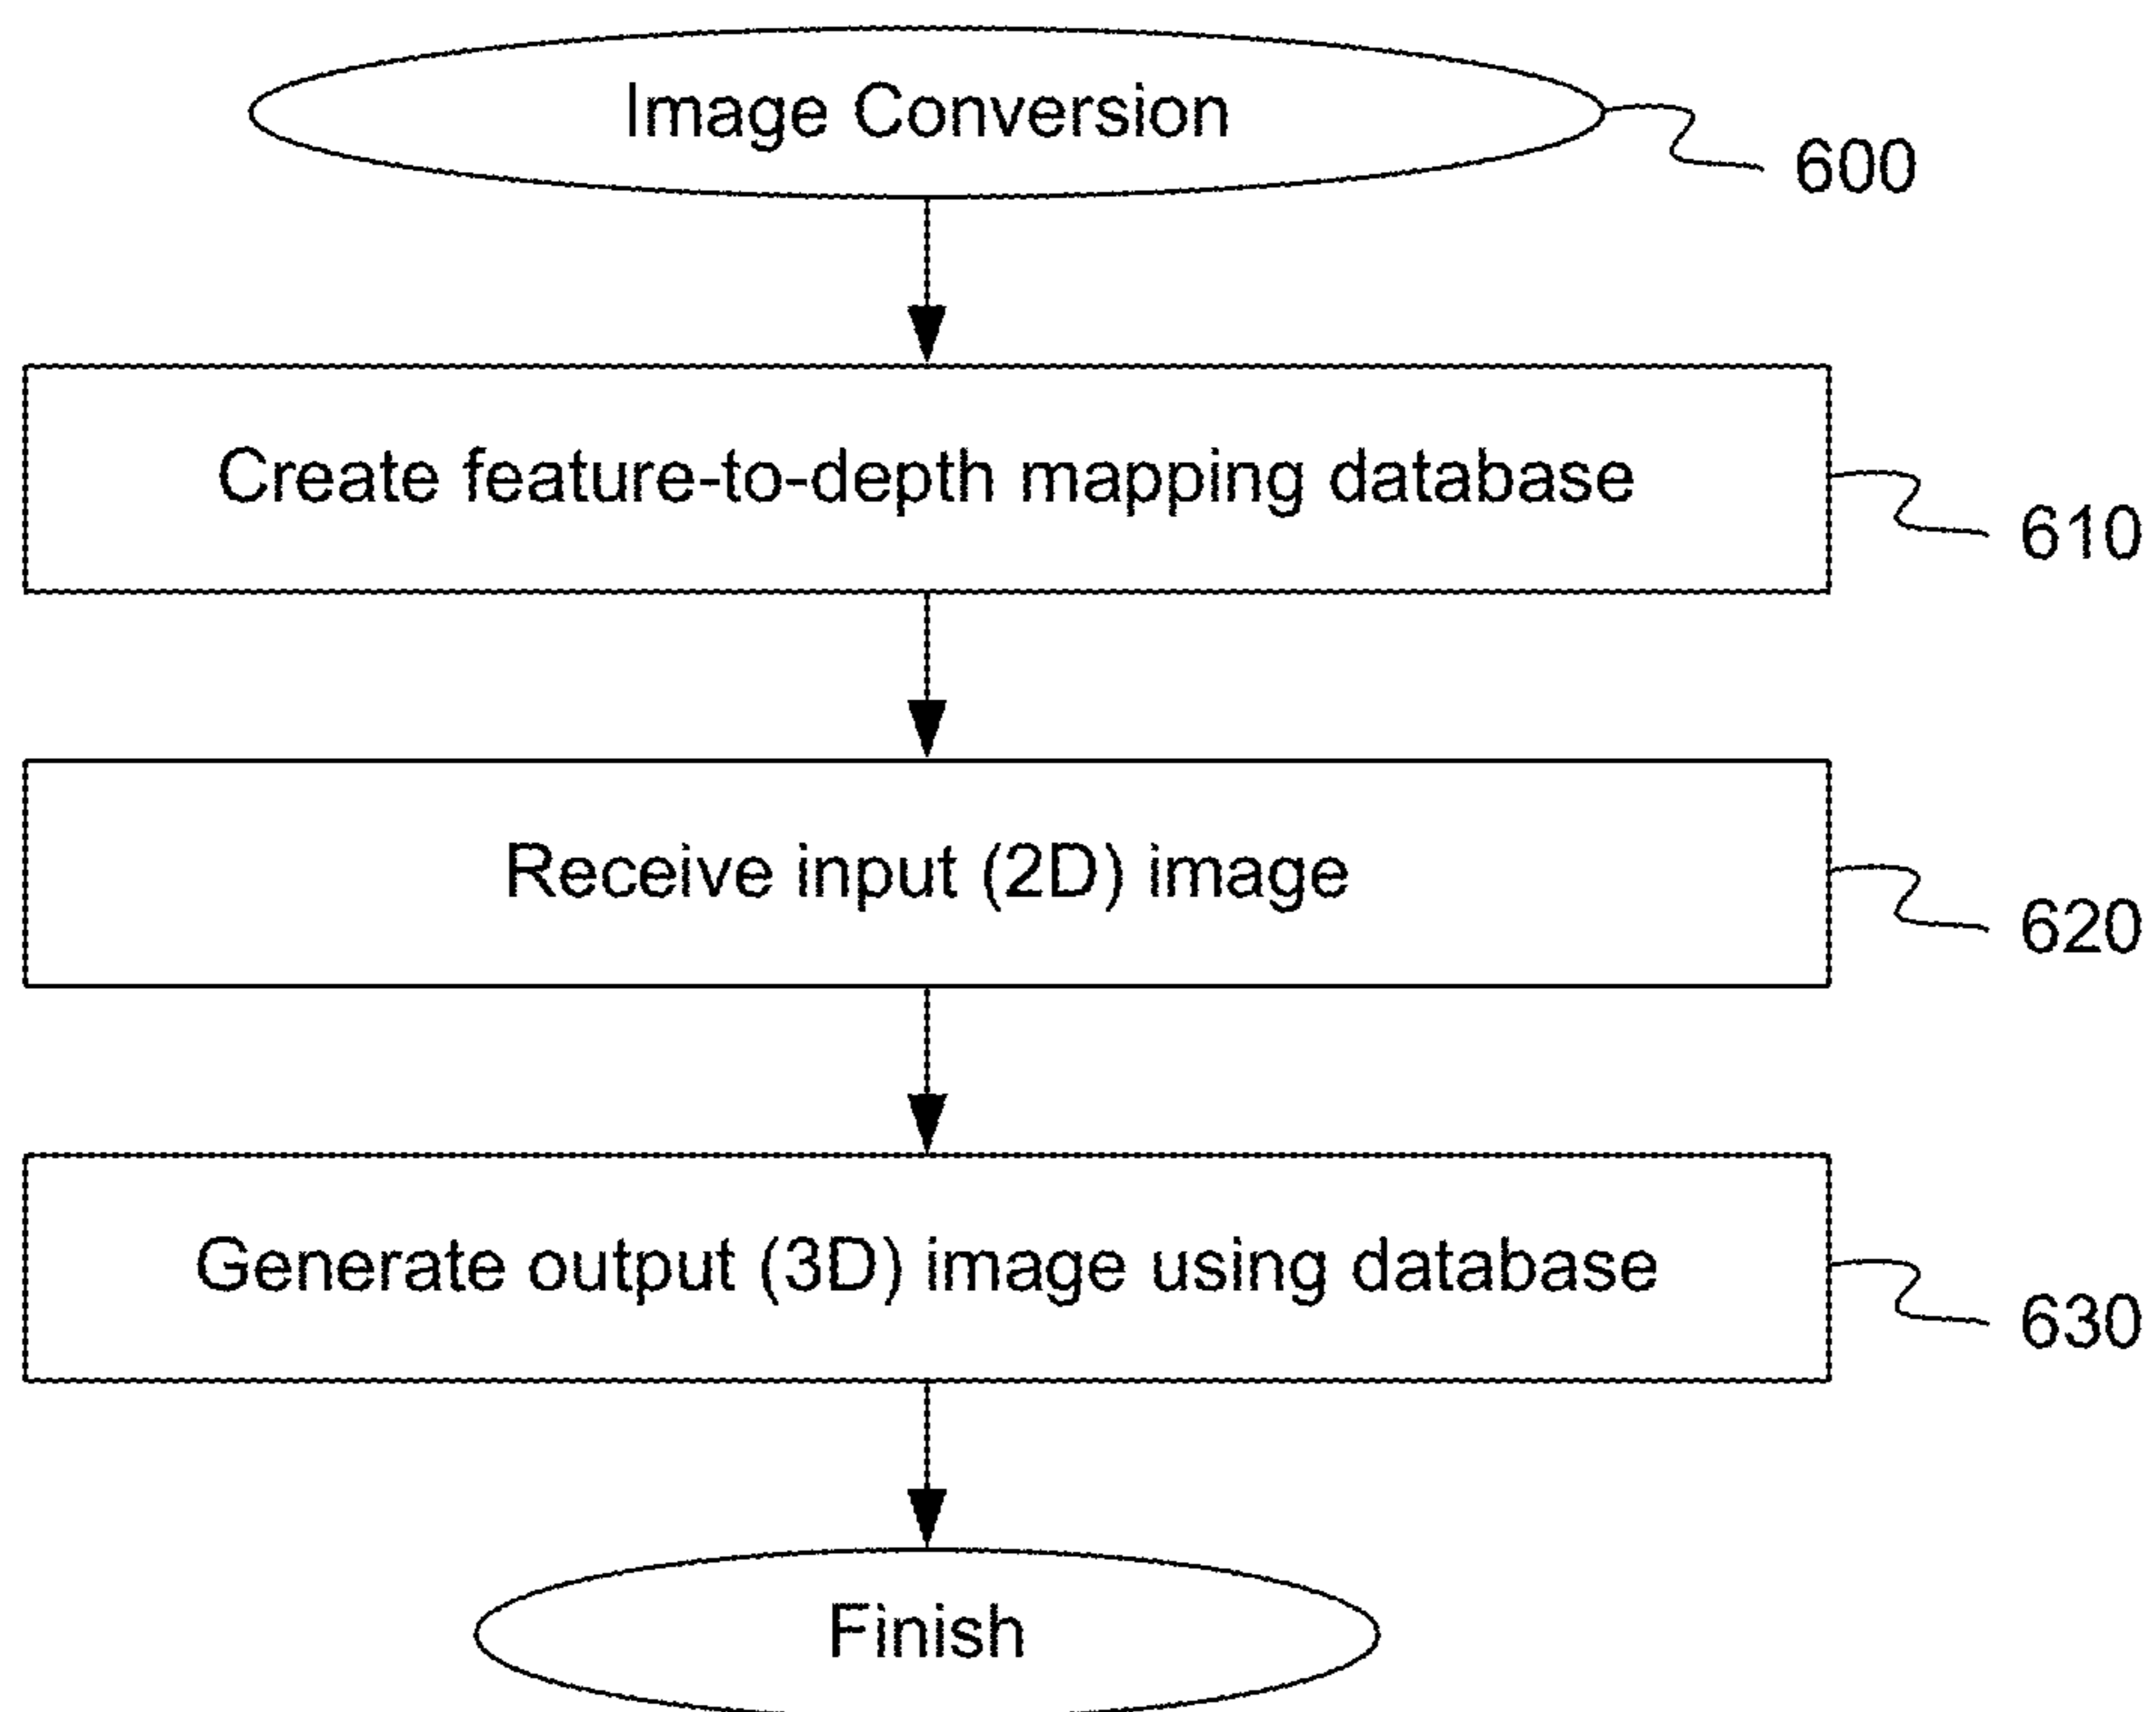 Image Conversion
600
Create feature-to-depth mapping database
610
Receive input (2D) image
620
Generate output (3D) image using database
630
Finish